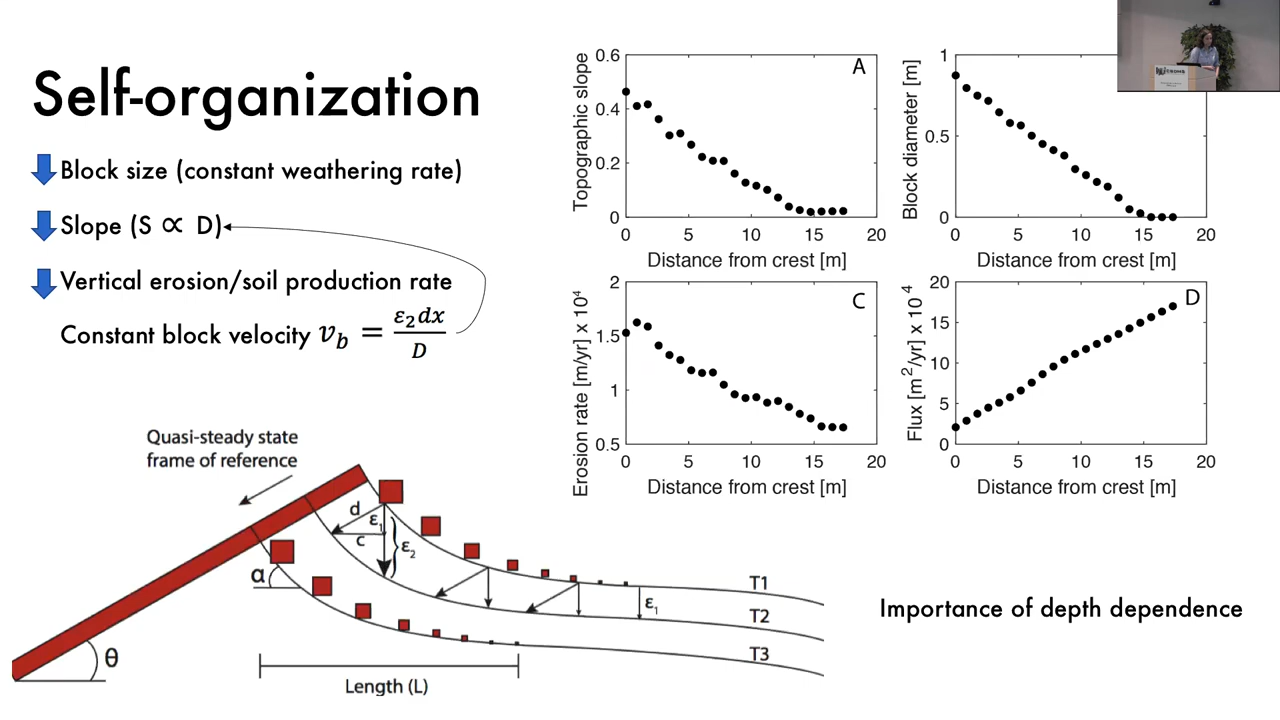 Self-organization
Block size (constant weathering rate)
Slope (S ∝ D)
Vertical erosion/soil production rate
Constant block velocity v_b = ε₂dx / D
Quasi-steady state
frame of reference
d
ε₁
c
ε₂
α
θ
ε₁
T1
T2
T3
Length (L)
A
Topographic slope
0.6
0.4
0.2
0
0 5 10 15 20
Distance from crest [m]
Block diameter [m]
1
0.5
0
0 5 10 15 20
Distance from crest [m]
C
Erosion rate [m/yr] x 10⁴
2
1.5
1
0.5
0 5 10 15 20
Distance from crest [m]
D
Flux [m²/yr] x 10⁻⁴
20
15
10
5
0
0 5 10 15 20
Distance from crest [m]
Importance of depth dependence